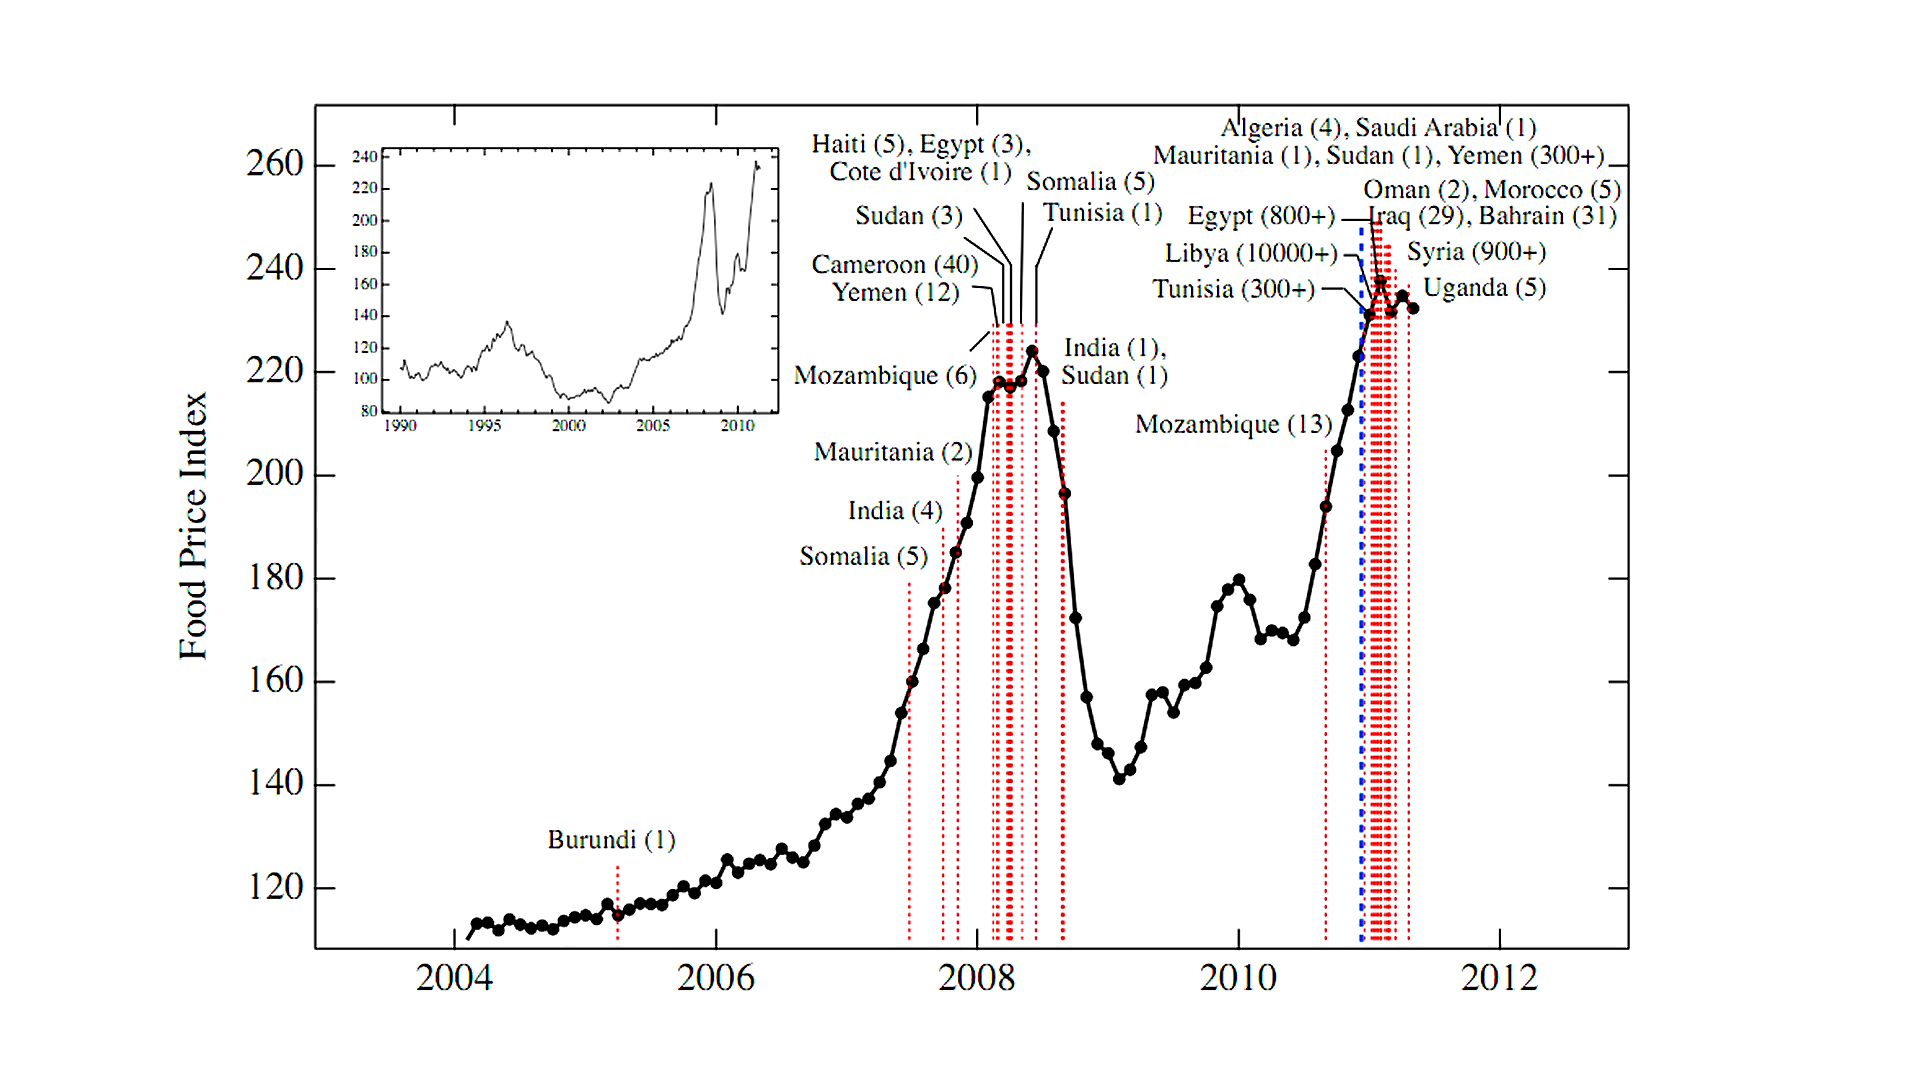 Food Price Index
260
240
220
200
180
160
140
120
2004
2006
2008
2010
2012
240
220
200
180
160
140
120
100
80
1990
1995
2000
2005
2010
Burundi (1)
Somalia (5)
India (4)
Mauritania (2)
Mozambique (6)
Cameroon (40)
Yemen (12)
Sudan (3)
Haiti (5), Egypt (3),
Cote d'Ivoire (1)
Somalia (5)
Tunisia (1)
India (1),
Sudan (1)
Mozambique (13)
Tunisia (300+)
Libya (10000+)
Egypt (800+)
Algeria (4), Saudi Arabia (1)
Mauritania (1), Sudan (1), Yemen (300+)
Oman (2), Morocco (5)
Iraq (29), Bahrain (31)
Syria (900+)
Uganda (5)